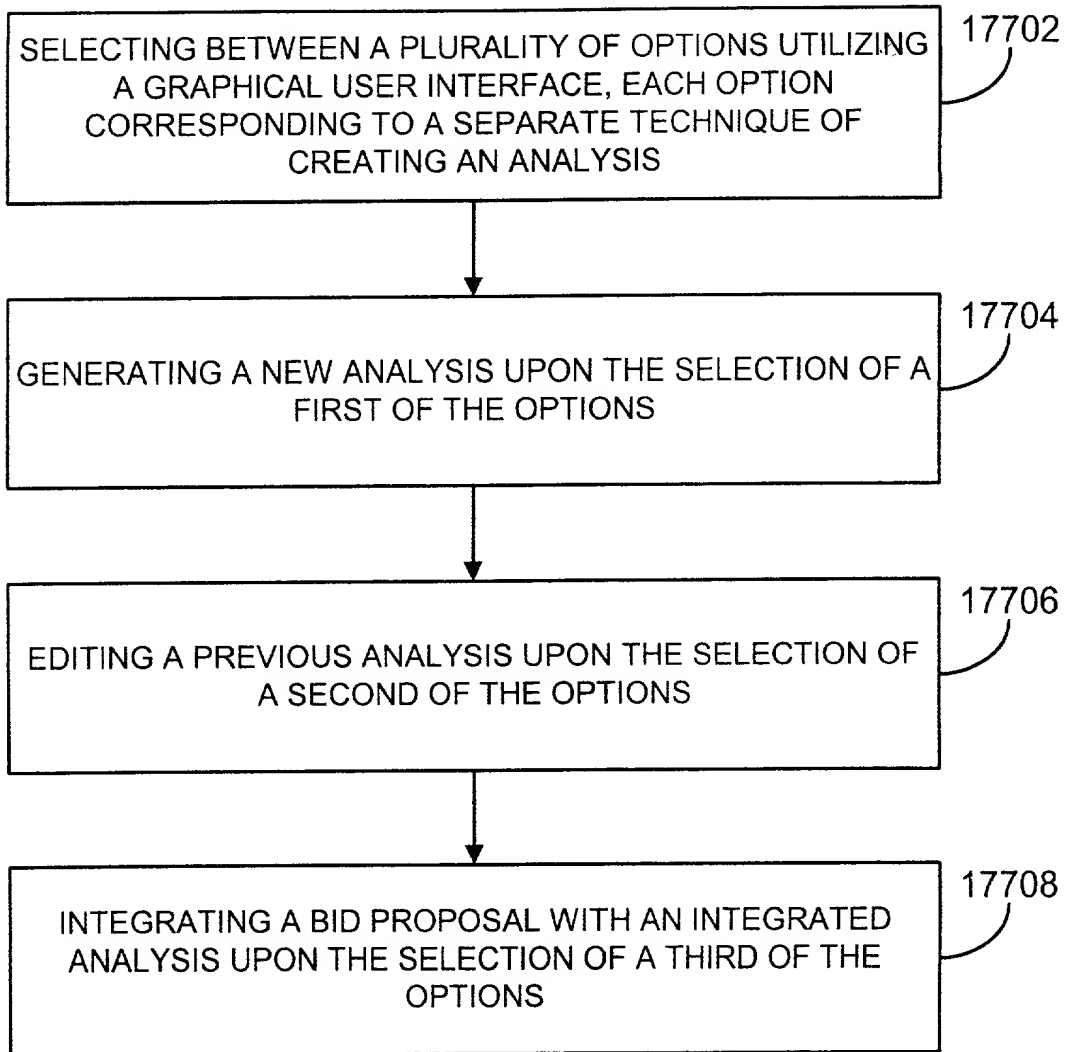 17702
SELECTING BETWEEN A PLURALITY OF OPTIONS UTILIZING
A GRAPHICAL USER INTERFACE, EACH OPTION
CORRESPONDING TO A SEPARATE TECHNIQUE OF
CREATING AN ANALYSIS
17704
GENERATING A NEW ANALYSIS UPON THE SELECTION OF A
FIRST OF THE OPTIONS
17706
EDITING A PREVIOUS ANALYSIS UPON THE SELECTION OF
A SECOND OF THE OPTIONS
17708
INTEGRATING A BID PROPOSAL WITH AN INTEGRATED
ANALYSIS UPON THE SELECTION OF A THIRD OF THE
OPTIONS